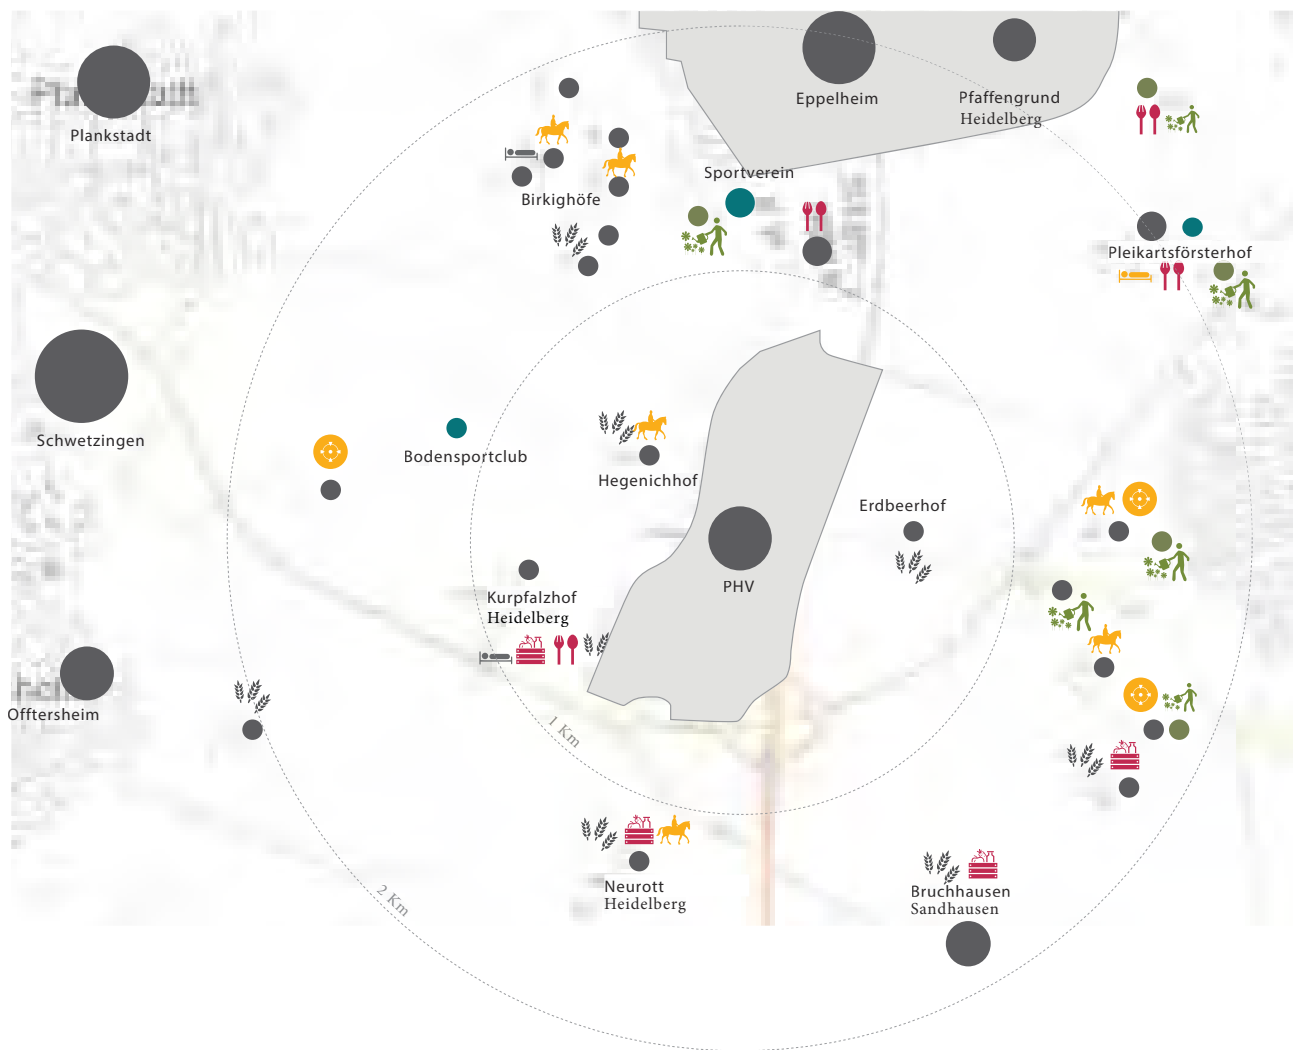 Eppelheim
Pfaffengrund
Heidelberg
Plankstadt
Sportverein
Birkighöfe
Pleikartsförsterhof
Schwetzingen
Bodensportclub
Hegenichhof
Erdbeerhof
PHV
Kurpfalzhof
Heidelberg
Offtersheim
1 Km
2 Km
Neurott
Heidelberg
Bruchhausen
Sandhausen